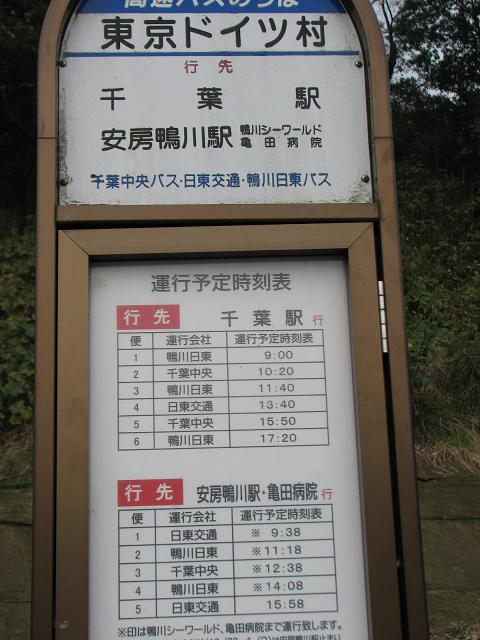 高速バスのりば
東京ドイツ村
行先
千葉駅
安房鴨川駅 鴨川シーワールド 亀田病院
千葉中央バス・日東交通・鴨川日東バス
運行予定時刻表
行先 千葉駅 行
便 運行会社 運行予定時刻表
1 鴨川日東 9:00
2 千葉中央 10:20
3 鴨川日東 11:40
4 日東交通 13:40
5 千葉中央 15:50
6 鴨川日東 17:20
行先 安房鴨川駅・亀田病院 行
便 運行会社 運行予定時刻表
1 日東交通 ※ 9:38
2 鴨川日東 ※11:18
3 千葉中央 ※12:38
4 鴨川日東 ※14:08
5 日東交通 15:58
※印は鴨川シーワールド、亀田病院まで運行致します。
は安房鴨川駅止まり